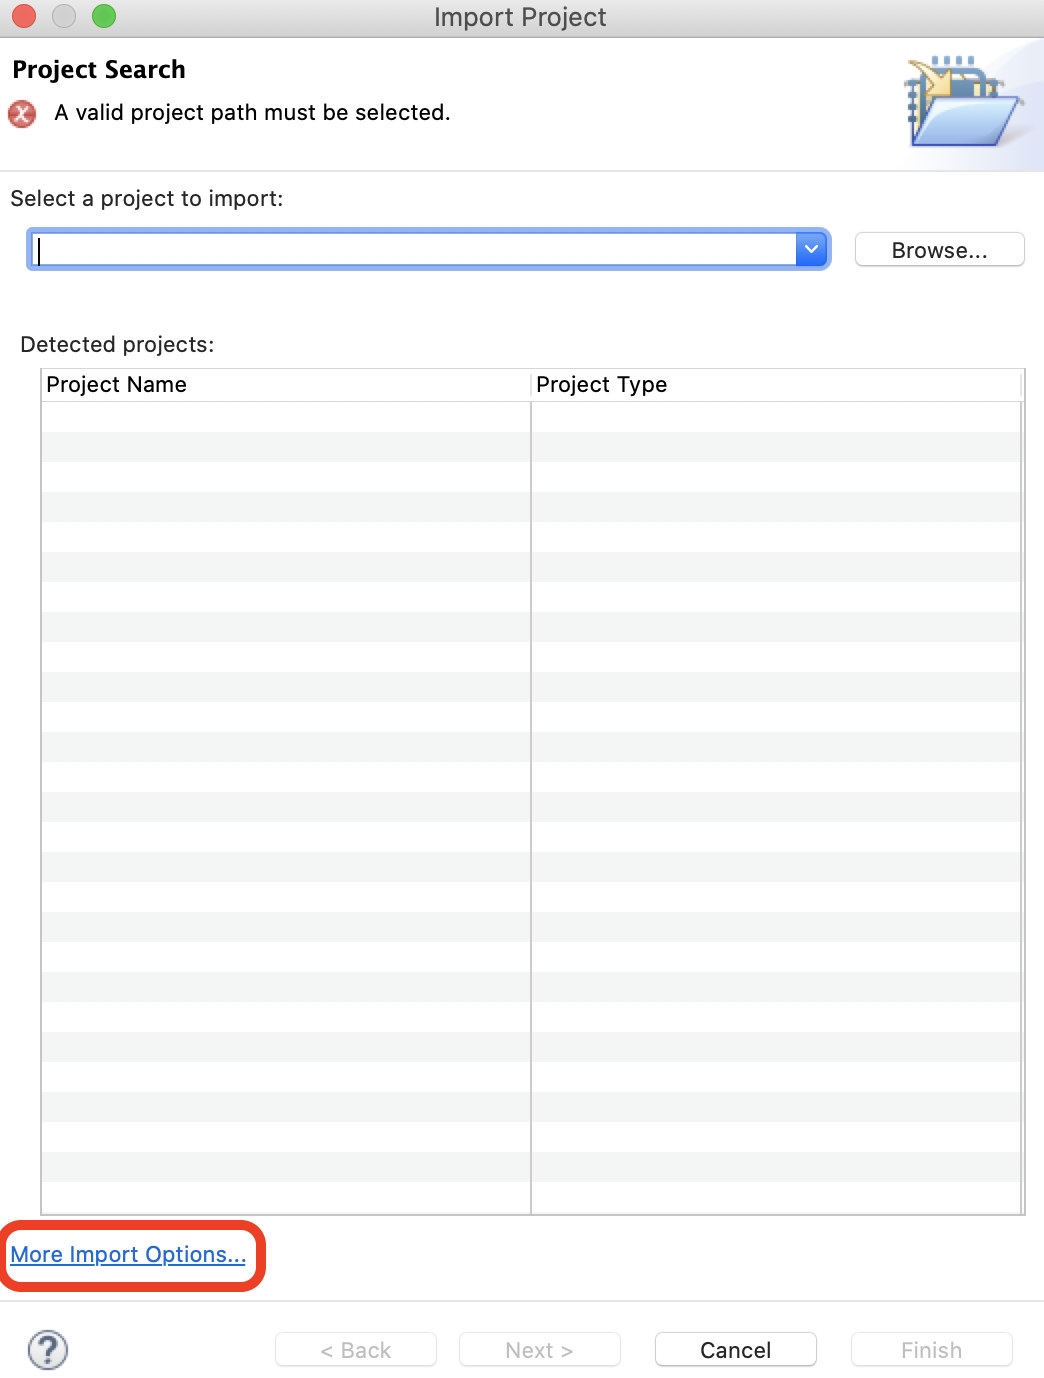 Import Project
Project Search
A valid project path must be selected.
Select a project to import:
Browse...
Detected projects:
Project Name
Project Type
More Import Options...
?
< Back
Next >
Cancel
Finish